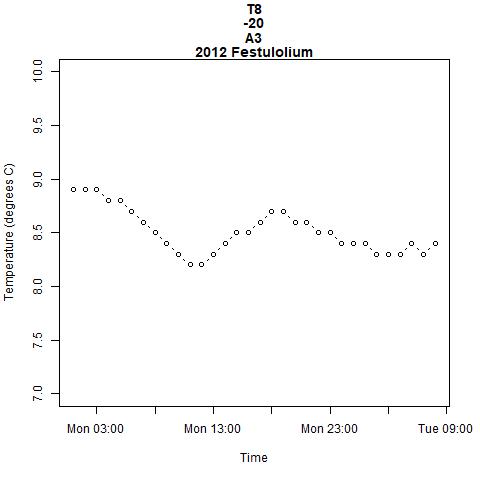 T8
-20
A3
2012 Festulolium
Temperature (degrees C)
10.0
9.5
9.0
8.5
8.0
7.5
7.0
Mon 03:00 Mon 13:00 Mon 23:00 Tue 09:00
Time